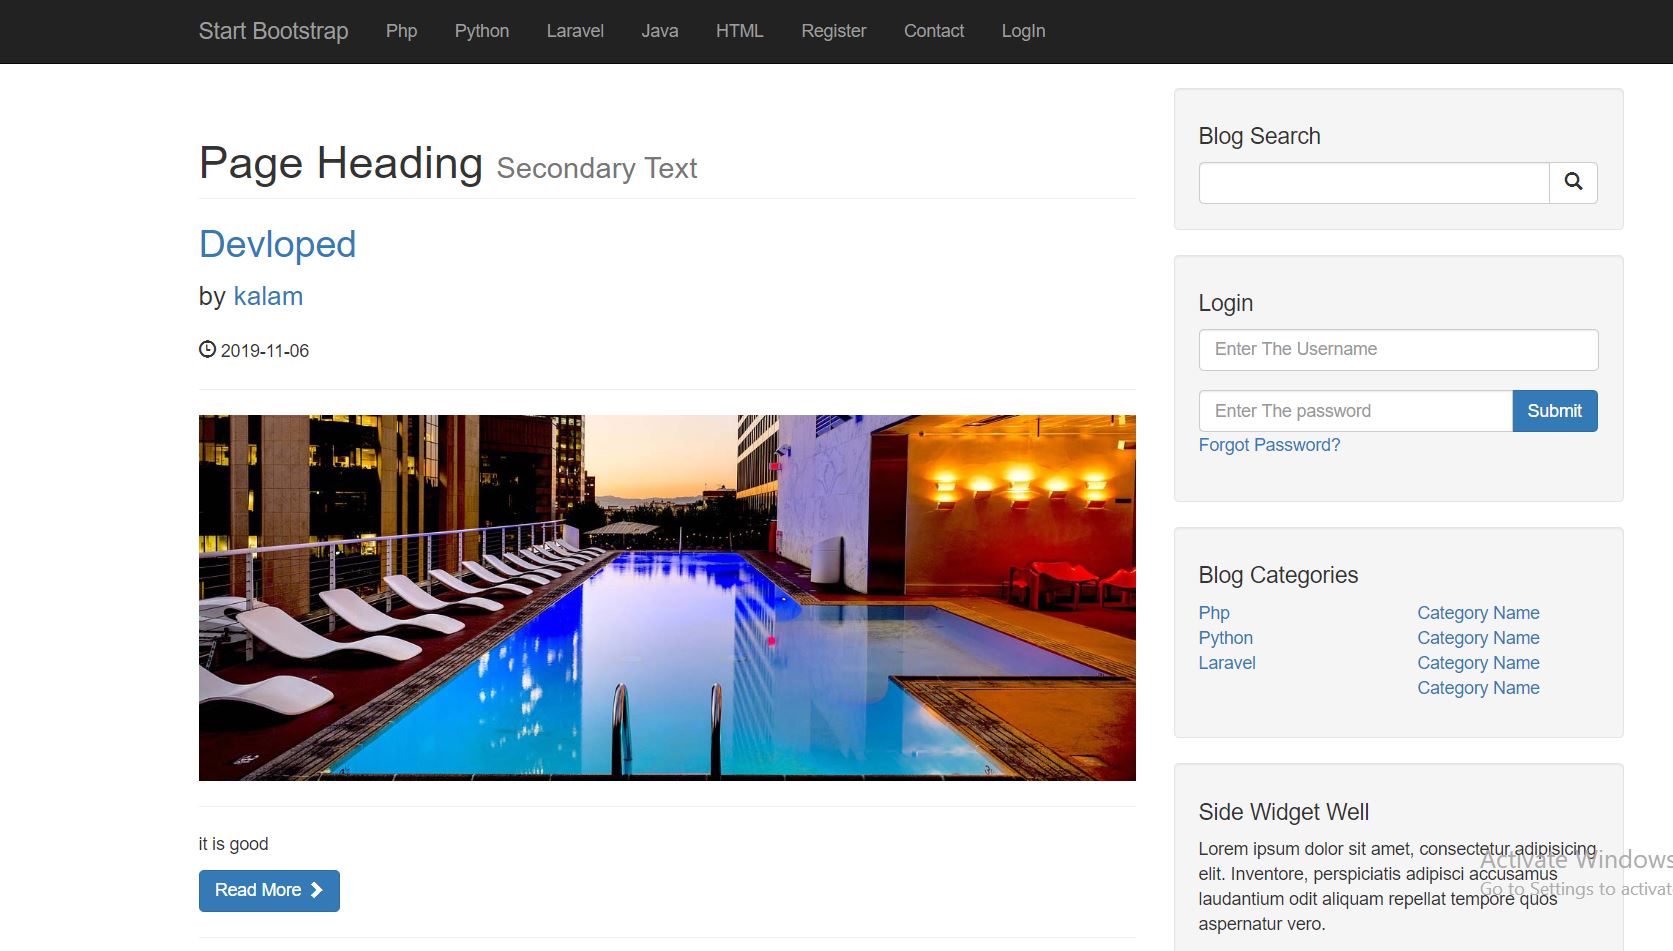 Start Bootstrap Php Python Laravel Java HTML Register Contact LogIn
Page Heading Secondary Text
Devloped
by kalam
2019-11-06
it is good
Read More
Blog Search
Login
Enter The Username
Enter The password Submit
Forgot Password?
Blog Categories
Php Category Name
Python Category Name
Laravel Category Name
Category Name
Side Widget Well
Lorem ipsum dolor sit amet, consectetur adipisicing
elit. Inventore, perspiciatis adipisci accusamus
laudantium odit aliquam repellat tempore quos
aspernatur vero.
Activate Windows
Go to Settings to activat